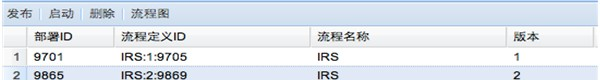 发布 启动 删除 流程图
部署ID 流程定义ID 流程名称 版本
1 9701 IRS:1:9705 IRS 1
2 9865 IRS:2:9869 IRS 2